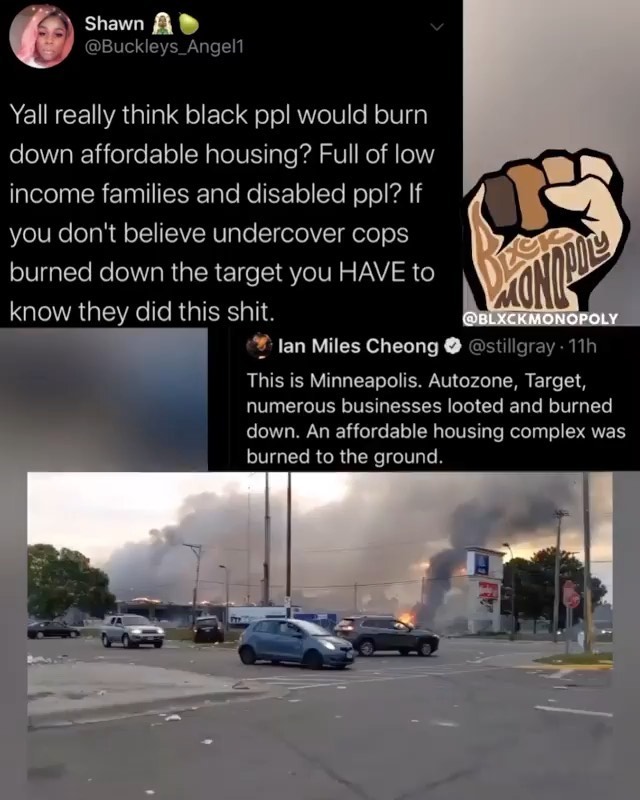 Shawn
@Buckleys_Angel1
Yall really think black ppl would burn
down affordable housing? Full of low
income families and disabled ppl? If
you don't believe undercover cops
burned down the target you HAVE to
know they did this shit.
BLXCK
MONOPOLY
@BLXCKMONOPOLY
Ian Miles Cheong @stillgray · 11h
This is Minneapolis. Autozone, Target,
numerous businesses looted and burned
down. An affordable housing complex was
burned to the ground.